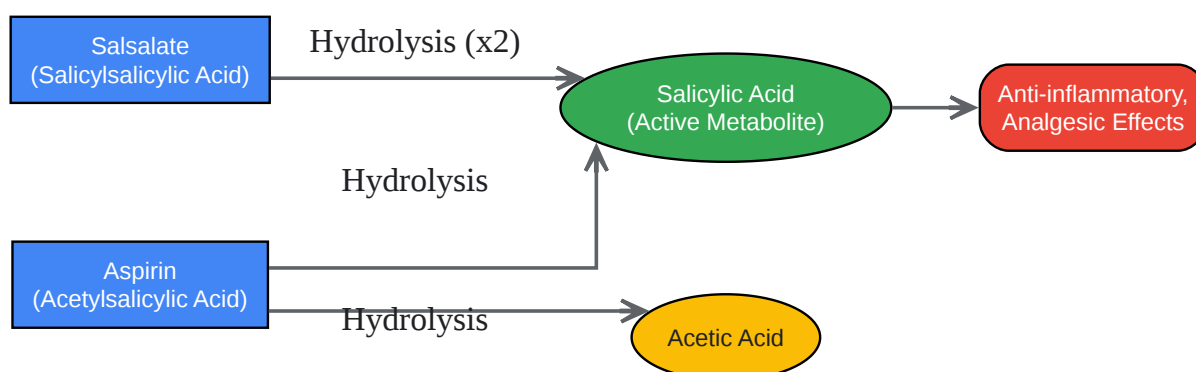 Salsalate
(Salicylsalicylic Acid)
Hydrolysis (x2)
Salicylic Acid
(Active Metabolite)
Anti-inflammatory,
Analgesic Effects
Hydrolysis
Aspirin
(Acetylsalicylic Acid)
Hydrolysis
Acetic Acid